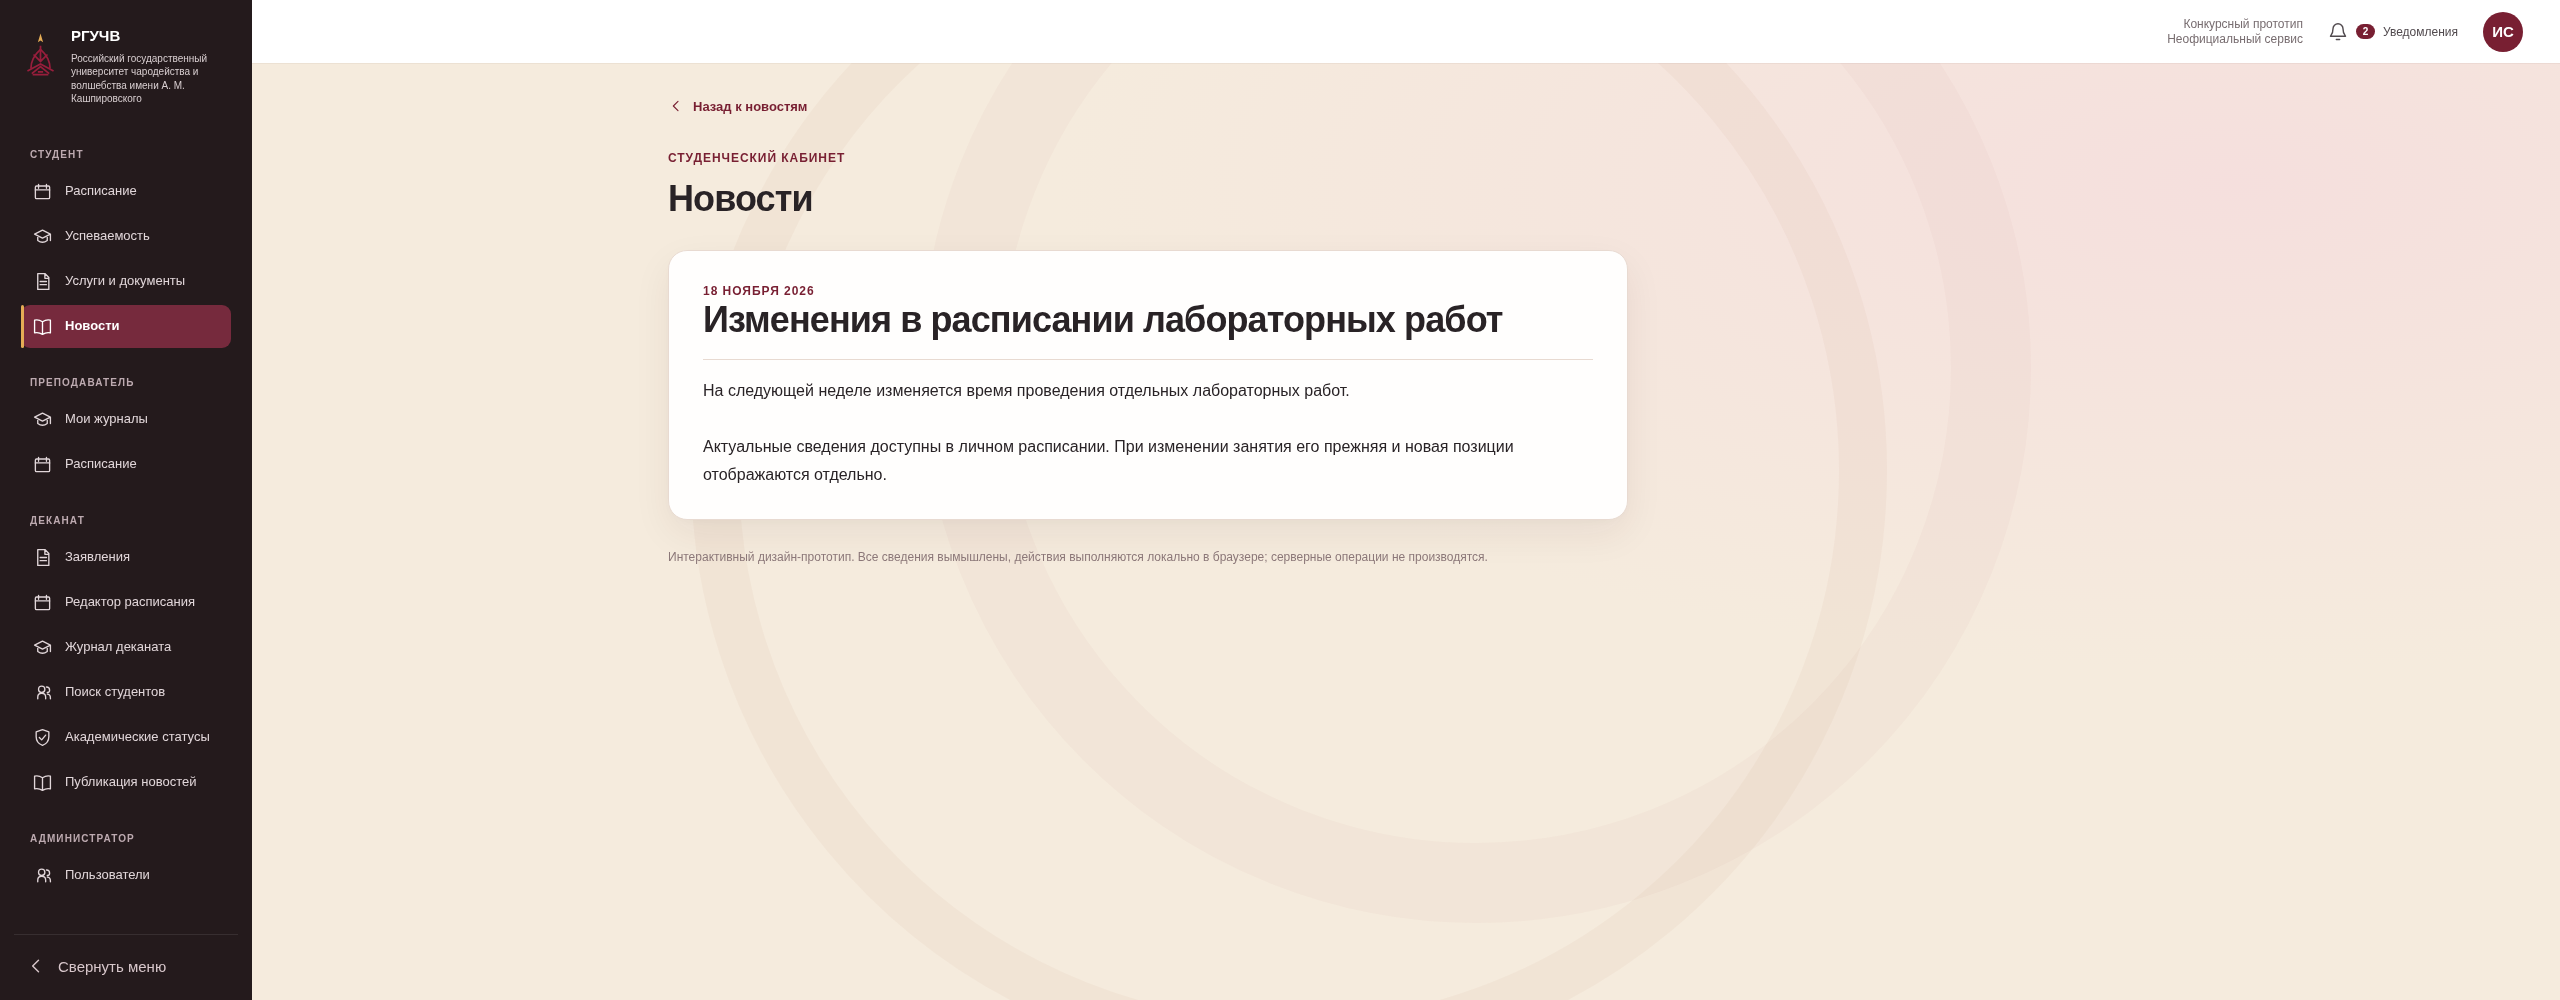 РГУЧВ
Российский государственный
университет чародейства и
волшебства имени А. М.
Кашпировского
СТУДЕНТ
Расписание
Успеваемость
Услуги и документы
Новости
ПРЕПОДАВАТЕЛЬ
Мои журналы
Расписание
ДЕКАНАТ
Заявления
Редактор расписания
Журнал деканата
Поиск студентов
Академические статусы
Публикация новостей
АДМИНИСТРАТОР
Пользователи
Свернуть меню
Конкурсный прототип
Неофициальный сервис
2
Уведомления
ИС
Назад к новостям
СТУДЕНЧЕСКИЙ КАБИНЕТ
Новости
18 НОЯБРЯ 2026
Изменения в расписании лабораторных работ
На следующей неделе изменяется время проведения отдельных лабораторных работ.
Актуальные сведения доступны в личном расписании. При изменении занятия его прежняя и новая позиции
отображаются отдельно.
Интерактивный дизайн-прототип. Все сведения вымышлены, действия выполняются локально в браузере; серверные операции не производятся.